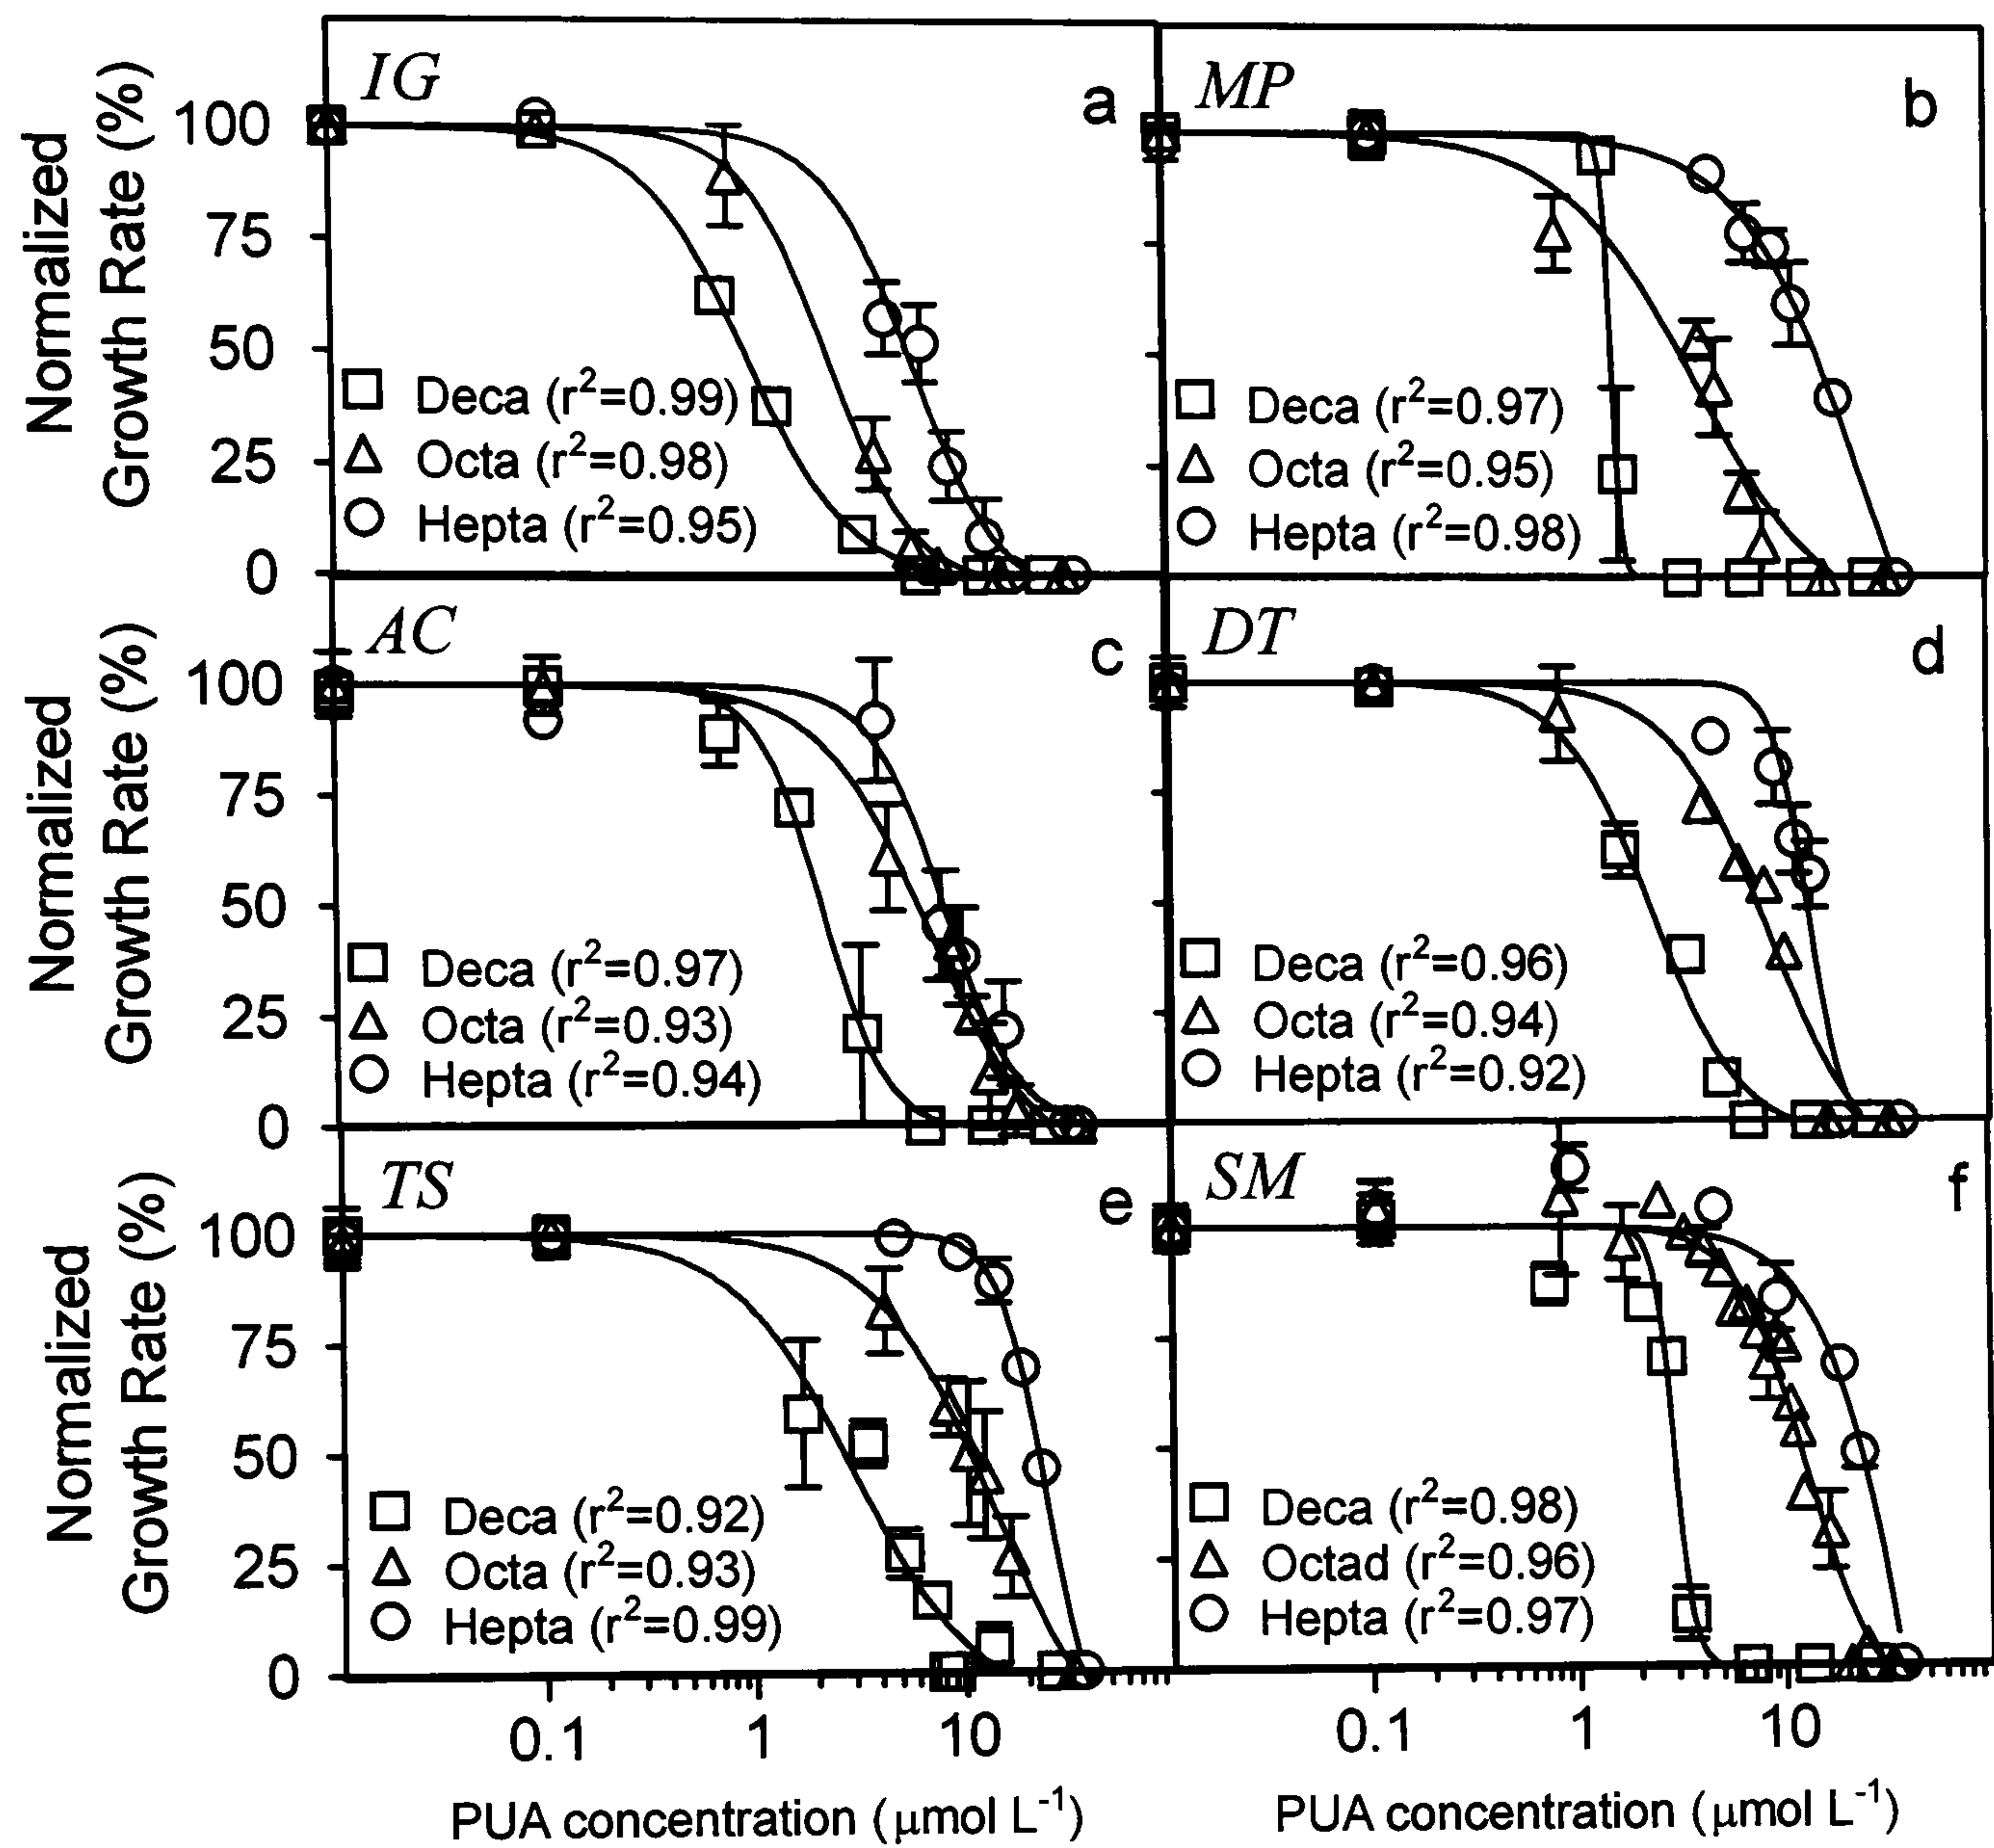 IG a
MP b
Normalized
Growth Rate (%)
100
75
50
25
0
Deca (r²=0.99)
Octa (r²=0.98)
Hepta (r²=0.95)
Deca (r²=0.97)
Octa (r²=0.95)
Hepta (r²=0.98)
AC c
DT d
Normalized
Growth Rate (%)
100
75
50
25
0
Deca (r²=0.97)
Octa (r²=0.93)
Hepta (r²=0.94)
Deca (r²=0.96)
Octa (r²=0.94)
Hepta (r²=0.92)
TS e
SM f
Normalized
Growth Rate (%)
100
75
50
25
0
Deca (r²=0.92)
Octa (r²=0.93)
Hepta (r²=0.99)
Deca (r²=0.98)
Octad (r²=0.96)
Hepta (r²=0.97)
0.1 1 10
0.1 1 10
PUA concentration (μmol L⁻¹)
PUA concentration (μmol L⁻¹)